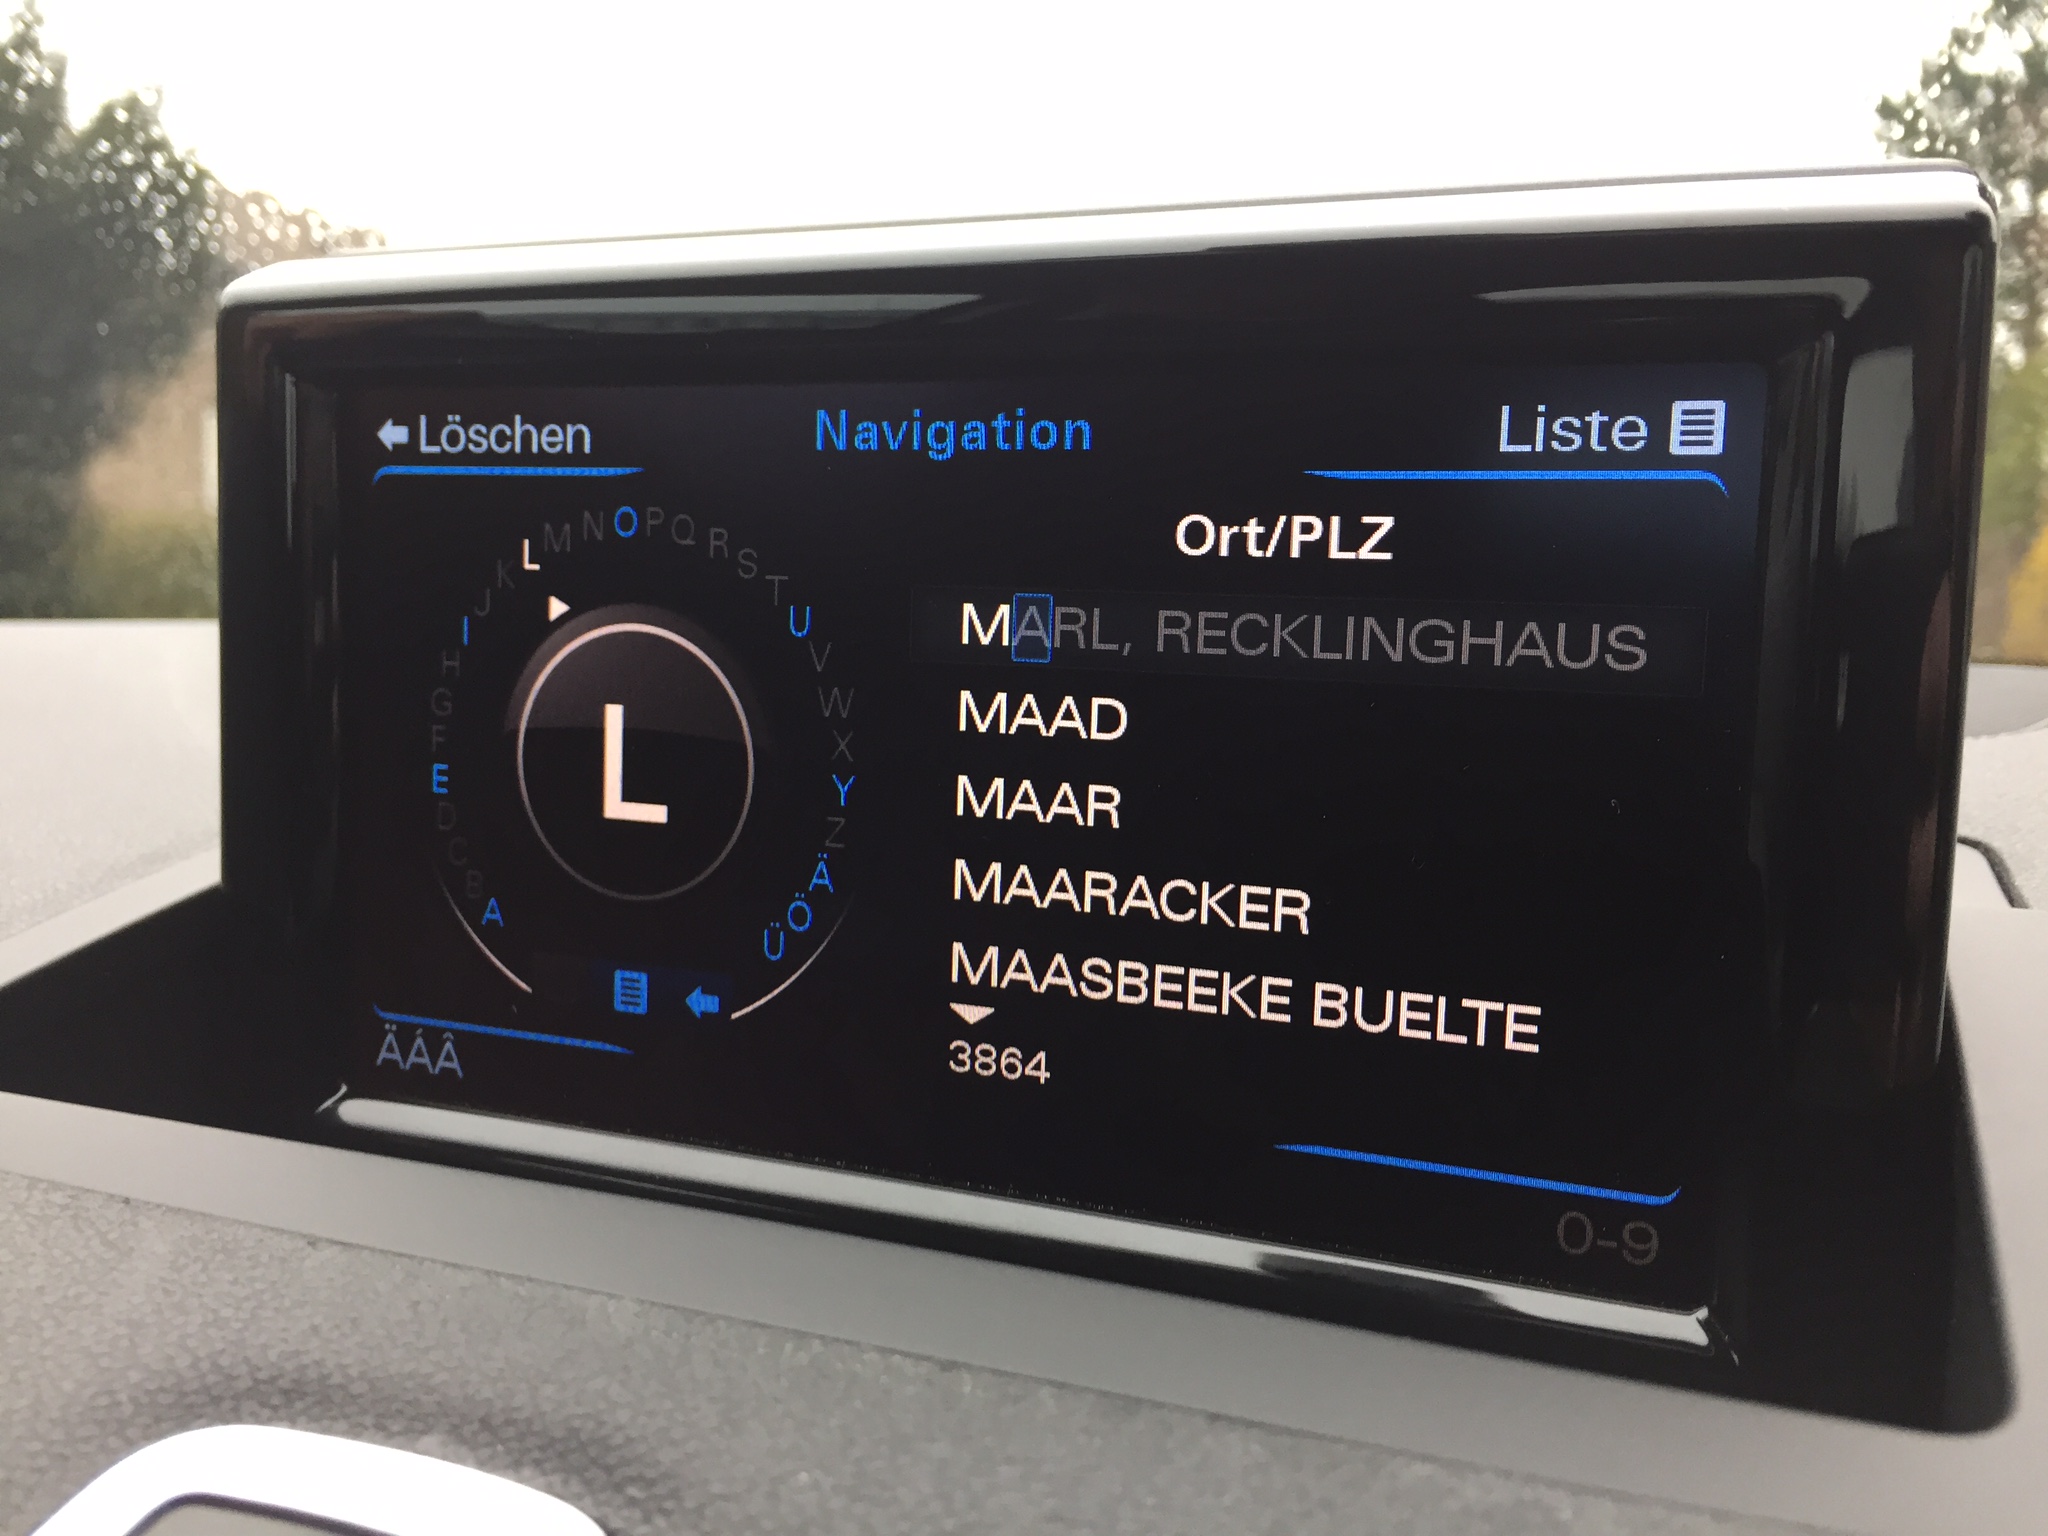 Löschen
Navigation
Liste
Ort/PLZ
MARL, RECKLINGHAUS
MAAD
MAAR
MAARACKER
MAASBEEKE BUELTE
3864
A B C D E F G H I J K L M N O P Q R S T U V W X Y Z Ä Ö Ü
L
ÄÁÂ
0-9